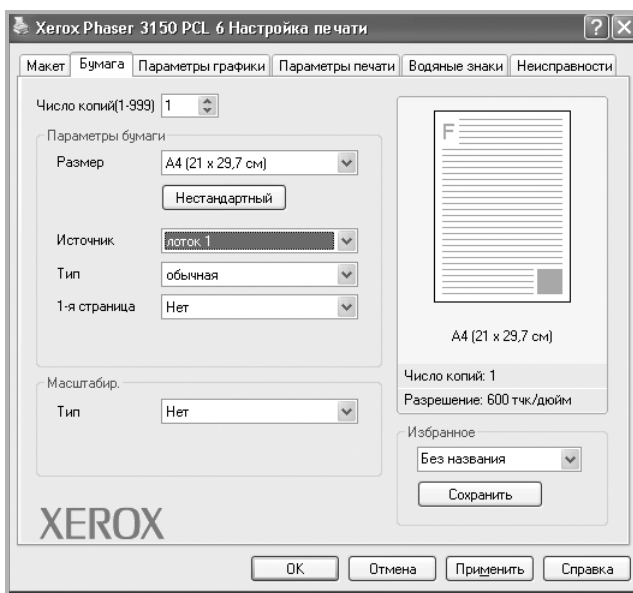 Xerox Phaser 3150 PCL 6 Настройка печати
Макет Бумага Параметры графики Параметры печати Водяные знаки Неисправности
Число копий(1-999) 1
Параметры бумаги
Размер A4 (21 x 29,7 см)
Нестандартный
Источник лоток 1
Тип обычная
1-я страница Нет
Масштабир.
Тип Нет
XEROX
F
A4 (21 x 29,7 см)
Число копий: 1
Разрешение: 600 тчк/дюйм
Избранное
Без названия
Сохранить
OK Отмена Применить Справка